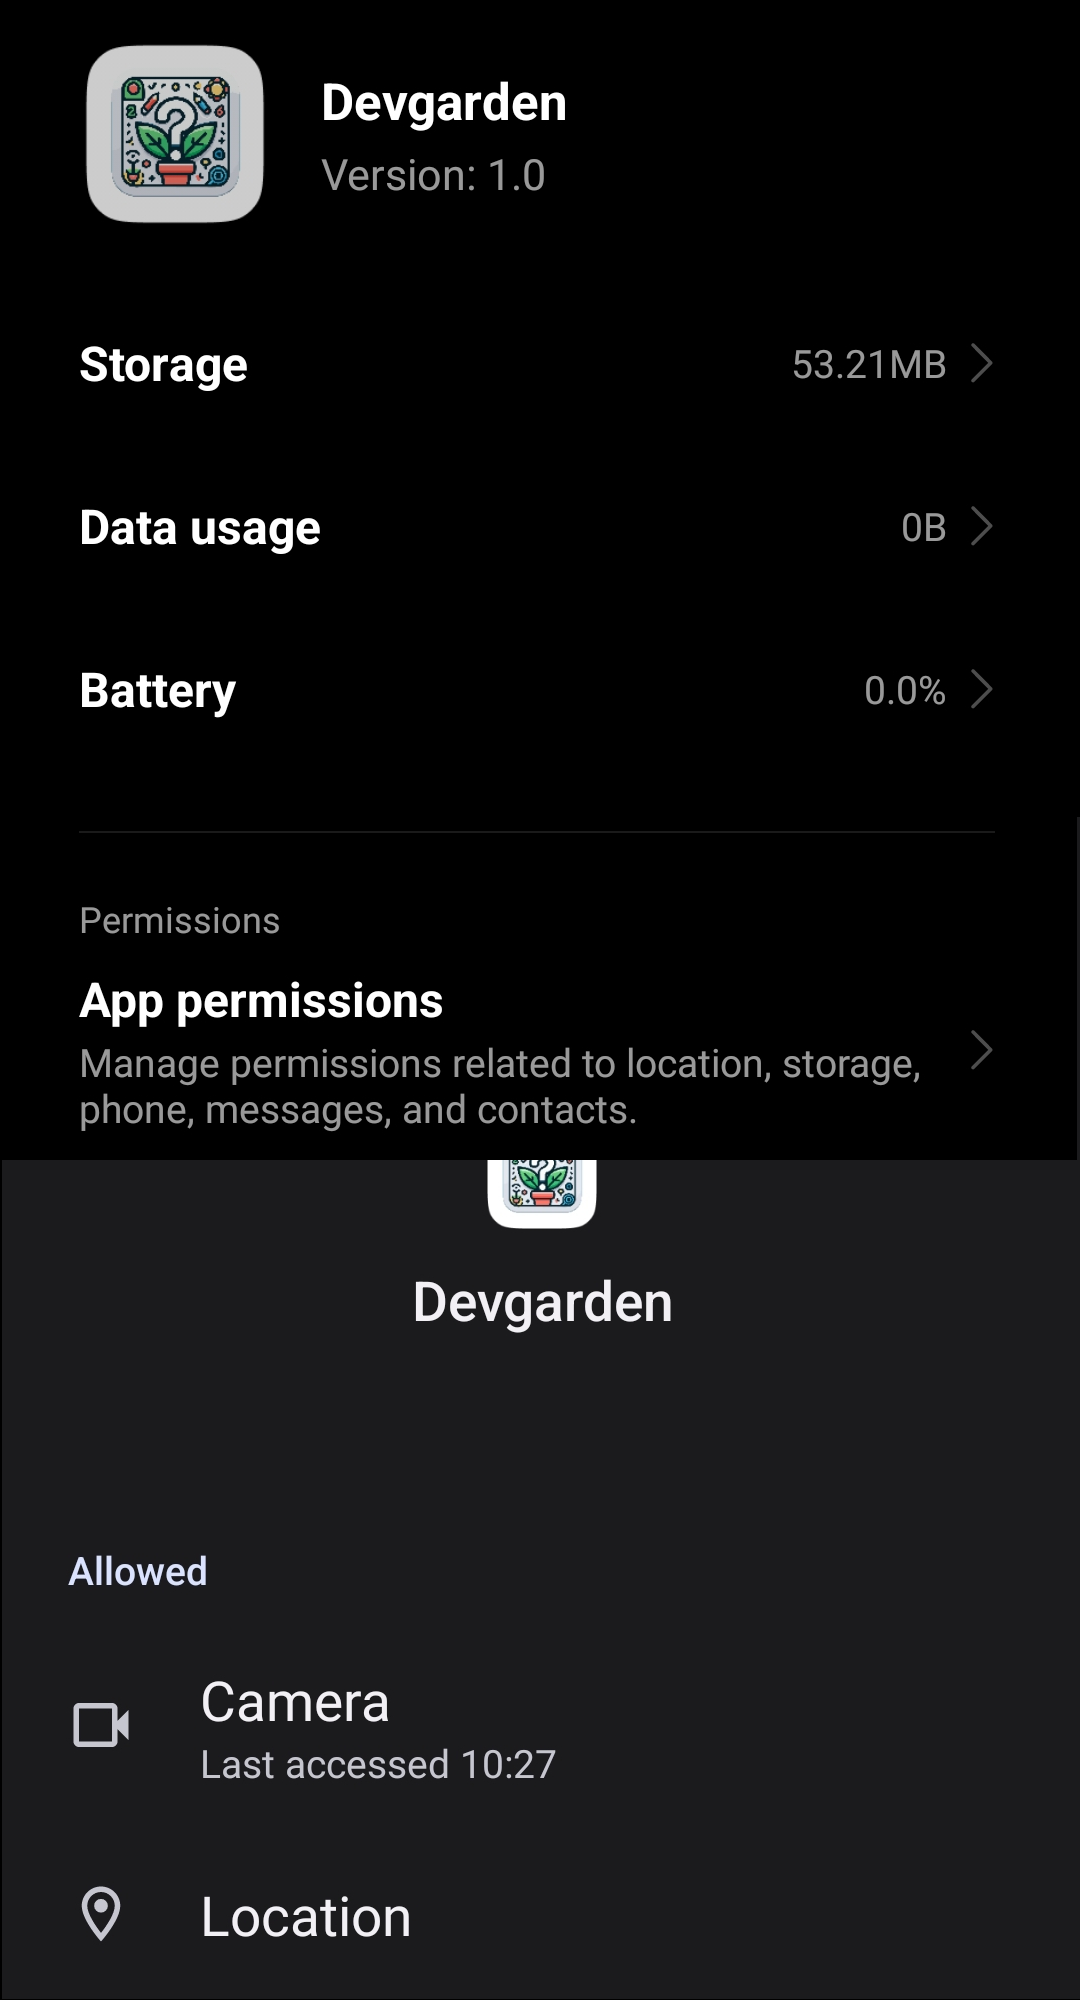 Devgarden
Version: 1.0
Storage
53.21MB
Data usage
0B
Battery
0.0%
Permissions
App permissions
Manage permissions related to location, storage,
phone, messages, and contacts.
Devgarden
Allowed
Camera
Last accessed 10:27
Location